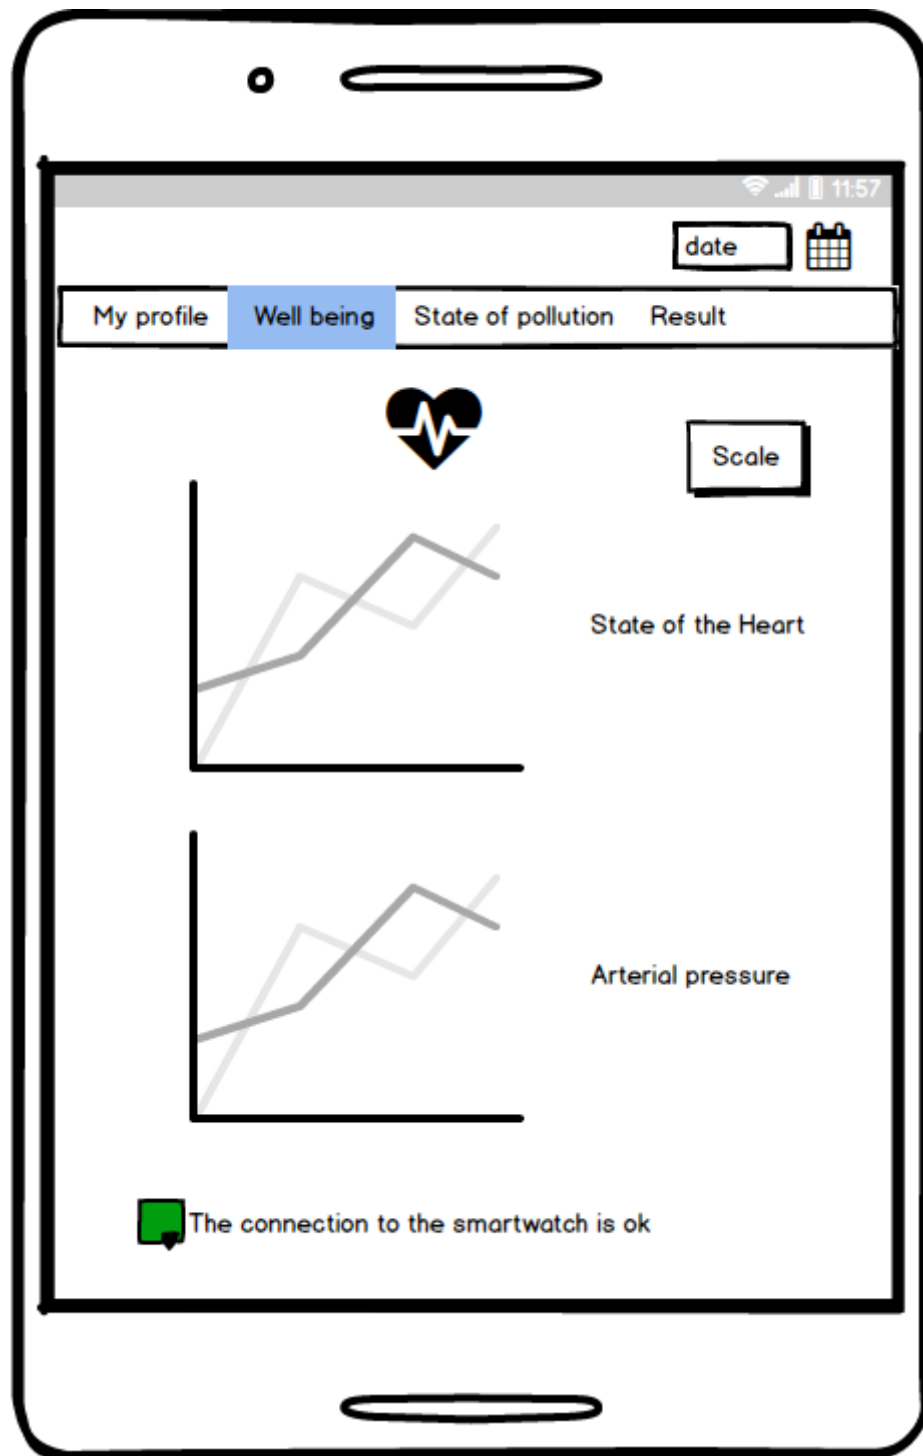 11:57
date
My profile Well being State of pollution Result
Scale
State of the Heart
Arterial pressure
The connection to the smartwatch is ok